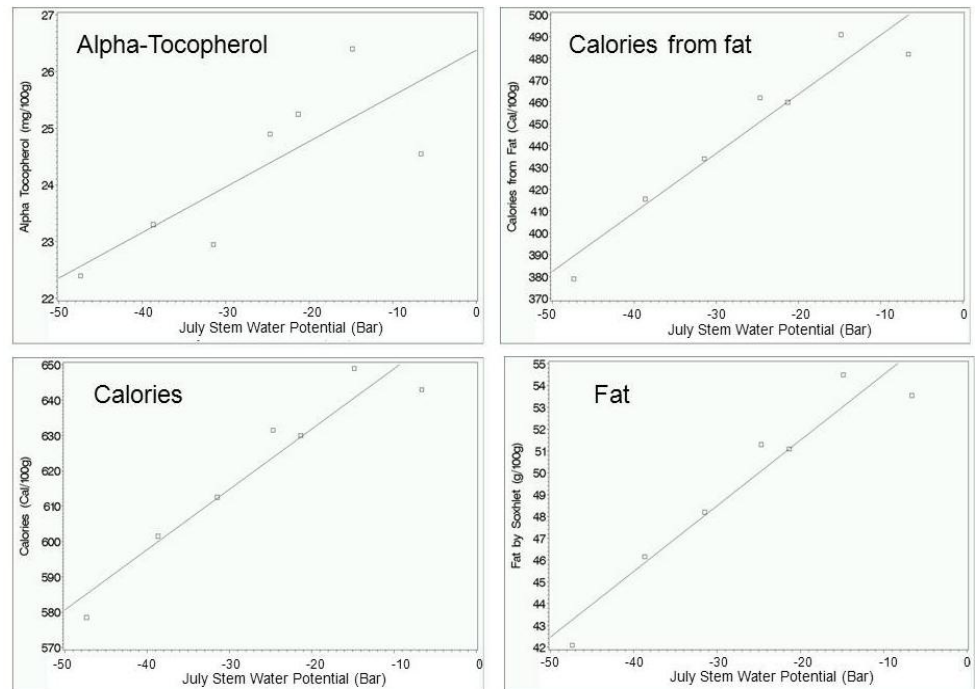 Alpha-Tocopherol
Alpha Tocopherol (mg/100g)
27
26
25
24
23
22
-50 -40 -30 -20 -10 0
July Stem Water Potential (Bar)
Calories from fat
Calories from Fat (Cal/100g)
500
490
480
470
460
450
440
430
420
410
400
390
380
370
-50 -40 -30 -20 -10 0
July Stem Water Potential (Bar)
Calories
Calories (Cal/100g)
650
640
630
620
610
600
590
580
570
-50 -40 -30 -20 -10 0
July Stem Water Potential (Bar)
Fat
Fat by Soxhlet (g/100g)
55
54
53
52
51
50
49
48
47
46
45
44
43
42
-50 -40 -30 -20 -10 0
July Stem Water Potential (Bar)